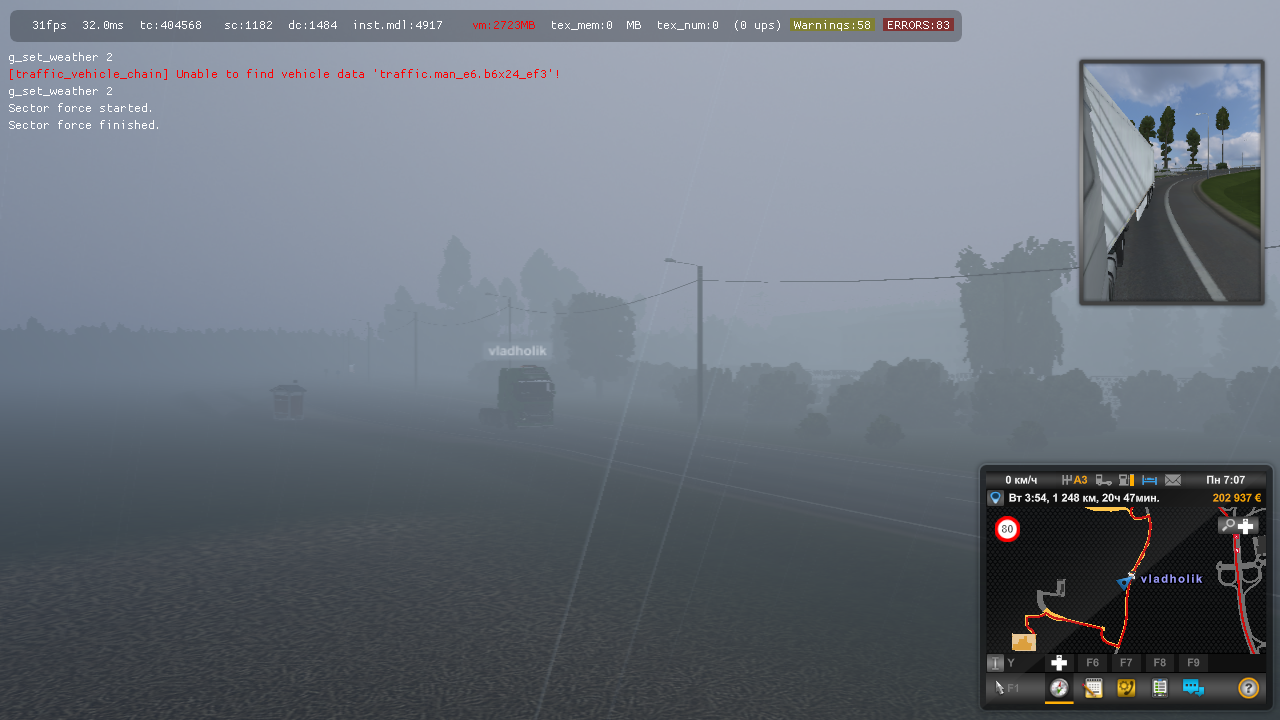 31fps 32.0ms tc:404568 sc:1182 dc:1484 inst.mdl:4917 vm:2723MB tex_mem:0 MB tex_num:0 (0 ups) Warnings:58 ERRORS:83
g_set_weather 2
[traffic_vehicle_chain] Unable to find vehicle data 'traffic.man_e6.b6x24_ef3'!
g_set_weather 2
Sector force started.
Sector force finished.
vladholik
0 км/ч A3 Пн 7:07
Вт 3:54, 1 248 км, 20ч 47мин. 202 937 €
80
vladholik
Y F6 F7 F8 F9
F1 ?